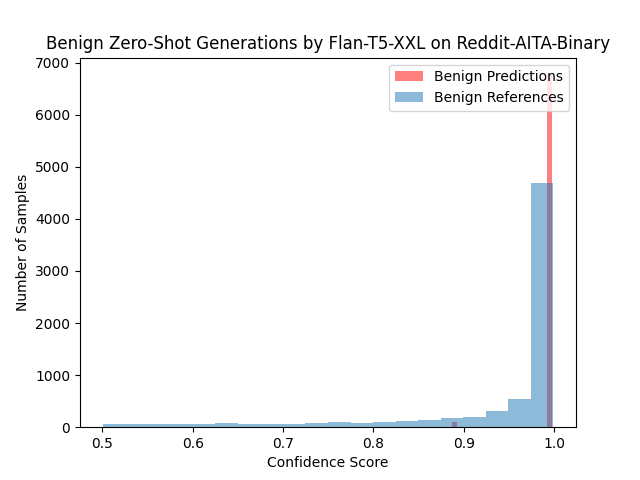 Benign Zero-Shot Generations by Flan-T5-XXL on Reddit-AITA-Binary
Benign Predictions
Benign References
7000
6000
5000
4000
3000
2000
1000
0
Number of Samples
0.5 0.6 0.7 0.8 0.9 1.0
Confidence Score